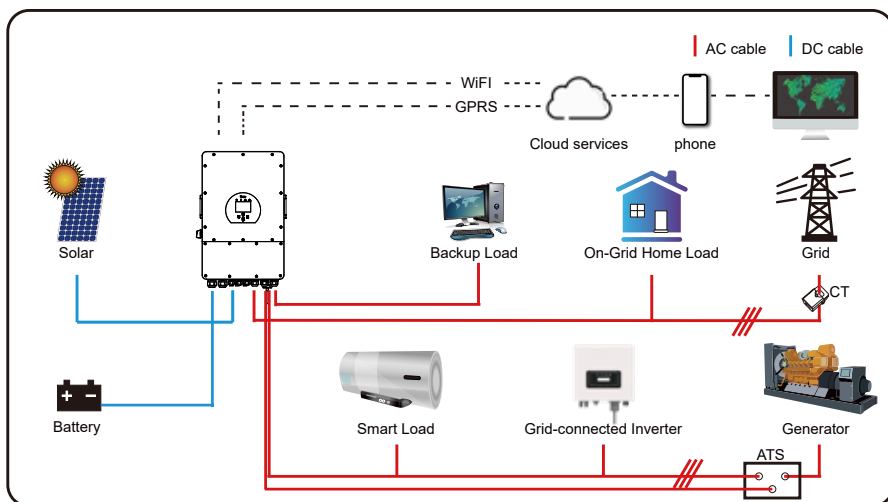 AC cable
DC cable
WiFI
GPRS
Cloud services
phone
Solar
Backup Load
On-Grid Home Load
Grid
CT
Battery
Smart Load
Grid-connected Inverter
Generator
ATS